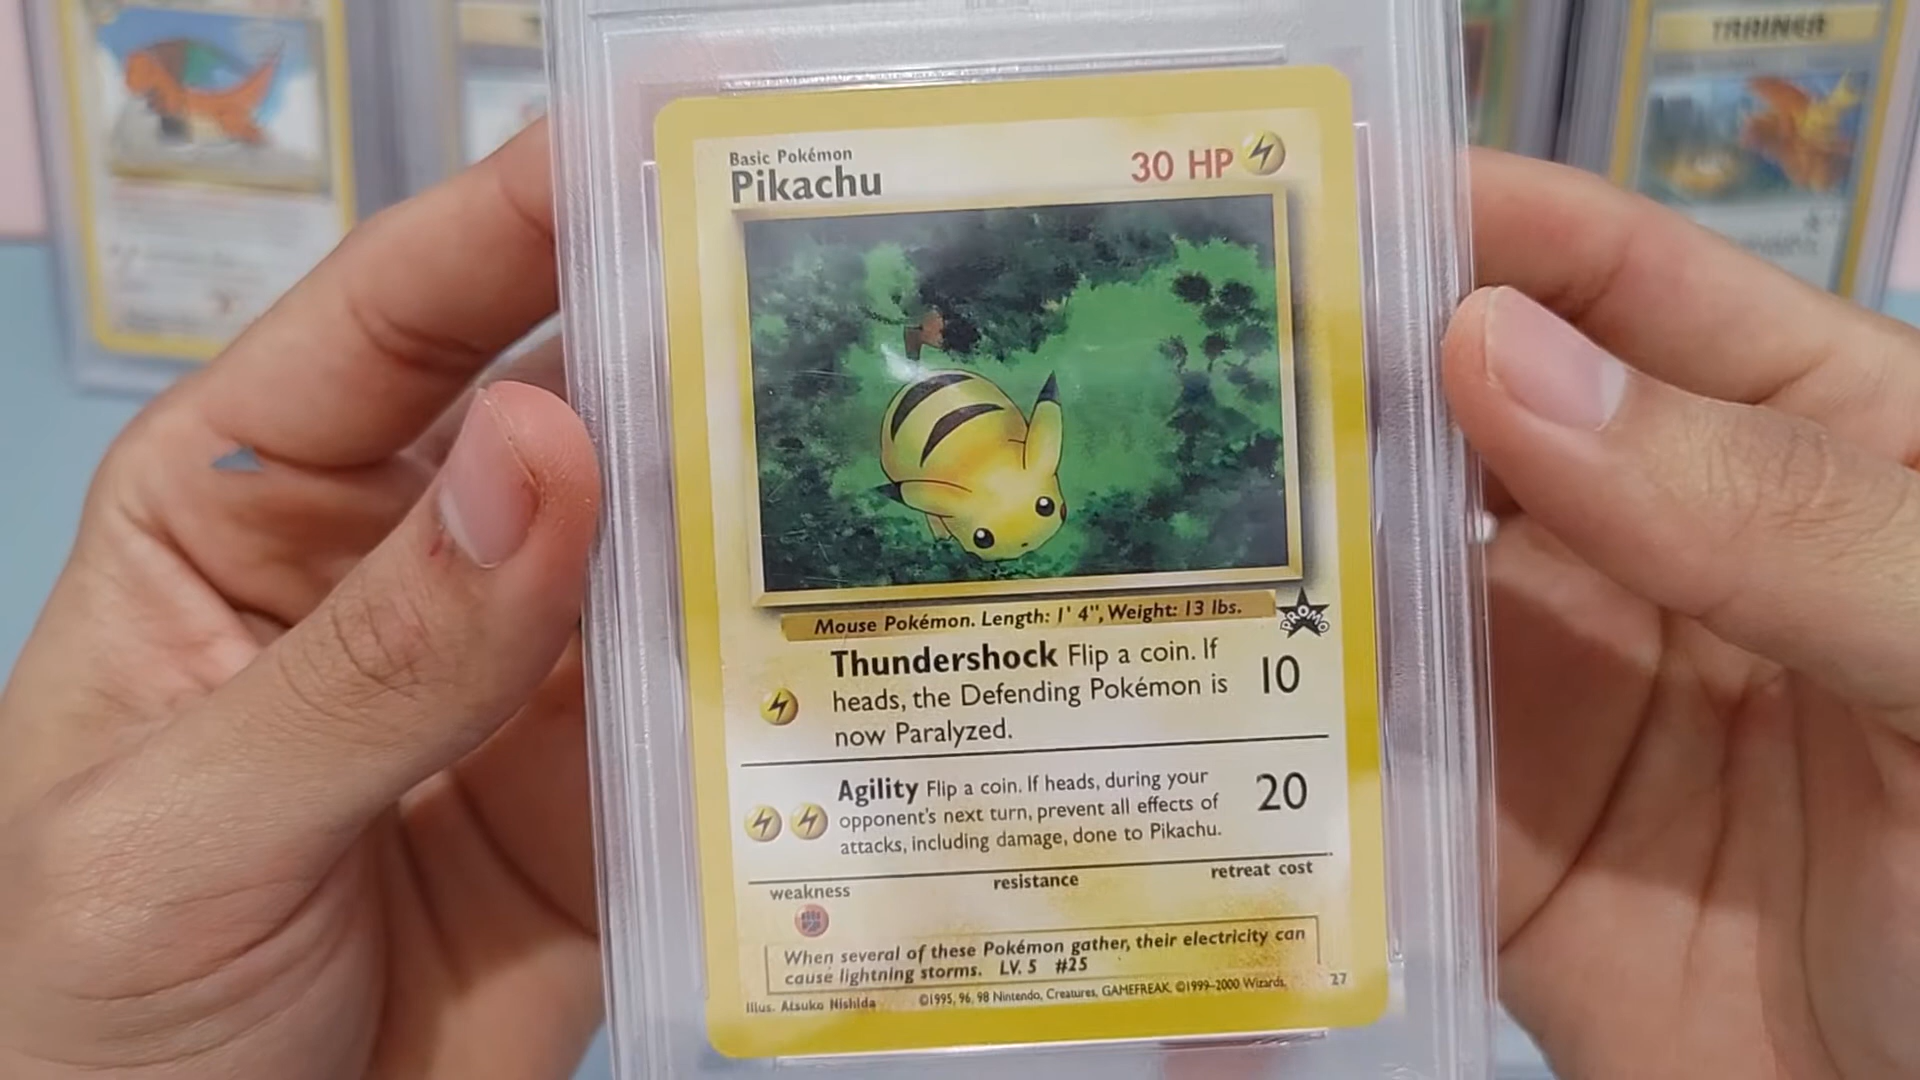 TRAINER
Basic Pokémon
Pikachu
30 HP
Mouse Pokémon. Length: 1' 4", Weight: 13 lbs.
PROMO
Thundershock Flip a coin. If
heads, the Defending Pokémon is
now Paralyzed.
10
Agility Flip a coin. If heads, during your
opponent's next turn, prevent all effects of
attacks, including damage, done to Pikachu.
20
weakness
resistance
retreat cost
When several of these Pokémon gather, their electricity can
cause lightning storms. LV. 5 #25
Illus. Atsuko Nishida
©1995, 96, 98 Nintendo, Creatures, GAMEFREAK. ©1999-2000 Wizards.
27